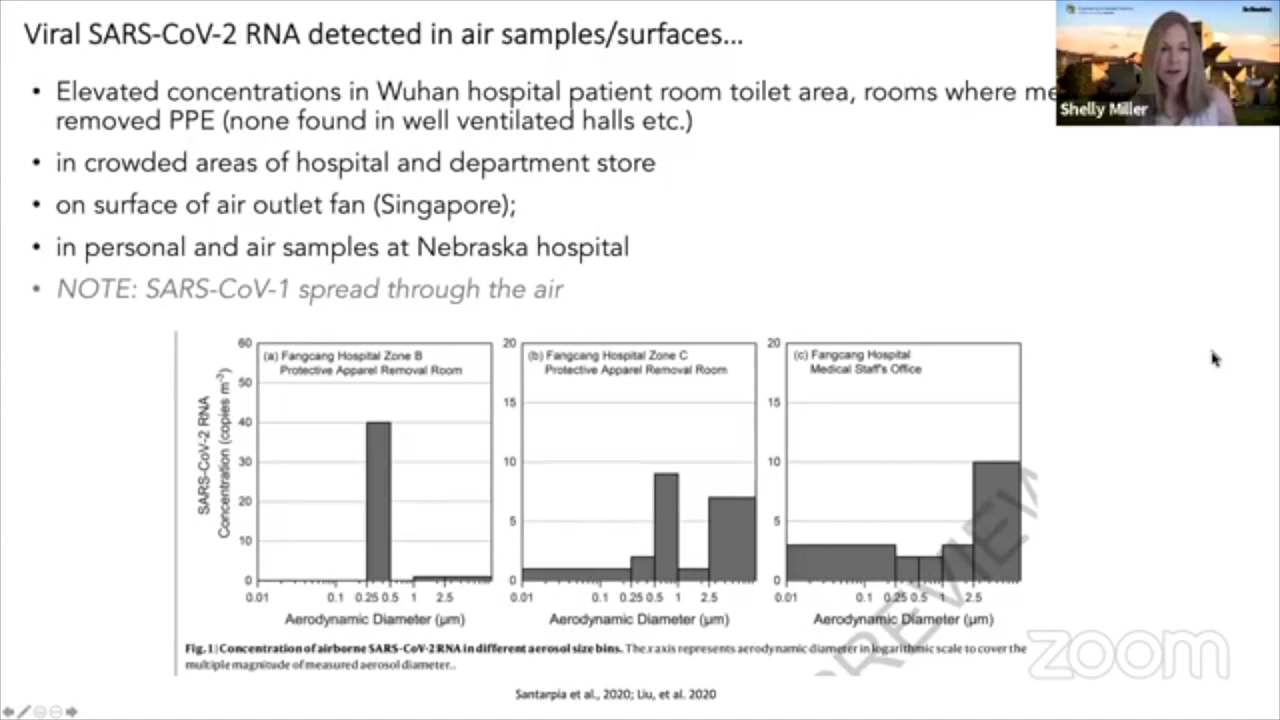 Viral SARS-CoV-2 RNA detected in air samples/surfaces...
• Elevated concentrations in Wuhan hospital patient room toilet area, rooms where me
removed PPE (none found in well ventilated halls etc.)
• in crowded areas of hospital and department store
• on surface of air outlet fan (Singapore);
• in personal and air samples at Nebraska hospital
• NOTE: SARS-CoV-1 spread through the air
Shelly Miller
SARS-CoV-2 RNA
Concentration (copies m⁻³)
(a) Fangcang Hospital Zone B
Protective Apparel Removal Room
60
50
40
30
20
10
0
0.01 0.1 0.25 0.5 1 2.5
Aerodynamic Diameter (µm)
(b) Fangcang Hospital Zone C
Protective Apparel Removal Room
20
15
10
5
0
0.01 0.1 0.25 0.5 1 2.5
Aerodynamic Diameter (µm)
(c) Fangcang Hospital
Medical Staff's Office
20
15
10
5
0
0.01 0.1 0.25 0.5 1 2.5
Aerodynamic Diameter (µm)
PREVIEW
Fig. 1 | Concentration of airborne SARS-CoV-2 RNA in different aerosol size bins. The x axis represents aerodynamic diameter in logarithmic scale to cover the
multiple magnitude of measured aerosol diameter..
zoom
Santarpia et al., 2020; Liu, et al. 2020